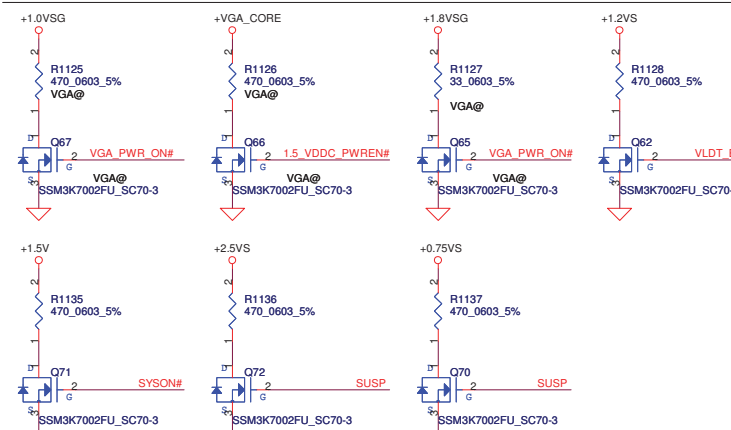 +1.0VSG
+VGA_CORE
+1.8VSG
+1.2VS
2
2
2
2
R1125
470_0603_5%
VGA@
R1126
470_0603_5%
VGA@
R1127
33_0603_5%
VGA@
R1128
470_0603_5%
1
1
1
1
D
Q67
D
Q66
D
Q65
D
Q62
2
VGA_PWR_ON#
2
1.5_VDDC_PWREN#
2
VGA_PWR_ON#
2
VLDT_
G
G
G
G
S
3
VGA@
S
3
VGA@
S
3
VGA@
S
3
SSM3K7002FU_SC70-3
SSM3K7002FU_SC70-3
SSM3K7002FU_SC70-3
SSM3K7002FU_SC70-
+1.5V
+2.5VS
+0.75VS
2
2
2
R1135
470_0603_5%
R1136
470_0603_5%
R1137
470_0603_5%
1
1
1
D
Q71
D
Q72
D
Q70
2
SYSON#
2
SUSP
2
SUSP
G
G
G
S
3
S
3
S
3
SSM3K7002FU_SC70-3
SSM3K7002FU_SC70-3
SSM3K7002FU_SC70-3